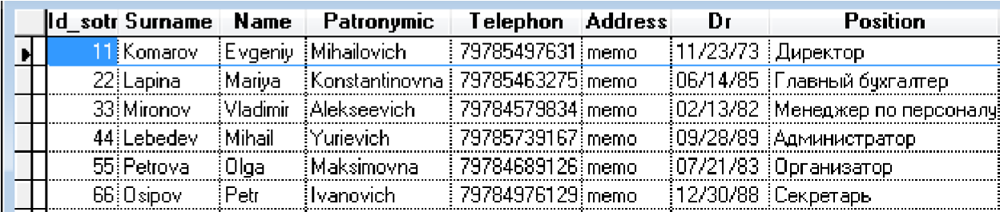 Id_sotr Surname Name Patronymic Telephon Address Dr Position
11 Komarov Evgeniy Mihailovich 79785497631 memo 11/23/73 Директор
22 Lapina Mariya Konstantinovna 79785463275 memo 06/14/85 Главный бухгалтер
33 Mironov Vladimir Alekseevich 79784579834 memo 02/13/82 Менеджер по персоналу
44 Lebedev Mihail Yurievich 79785739167 memo 09/28/89 Администратор
55 Petrova Olga Maksimovna 79784689126 memo 07/21/83 Организатор
66 Osipov Petr Ivanovich 79784976129 memo 12/30/88 Секретарь